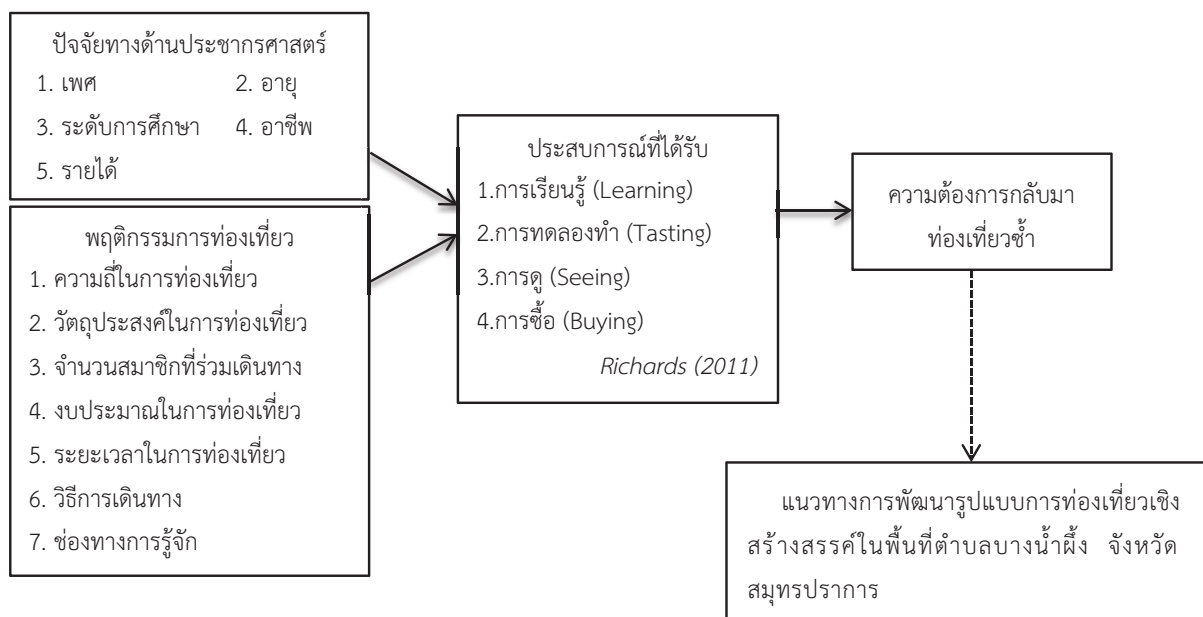 ปัจจัยทางด้านประชากรศาสตร์
1. เพศ 2. อายุ
3. ระดับการศึกษา 4. อาชีพ
5. รายได้
พฤติกรรมการท่องเที่ยว
1. ความถี่ในการท่องเที่ยว
2. วัตถุประสงค์ในการท่องเที่ยว
3. จำนวนสมาชิกที่ร่วมเดินทาง
4. งบประมาณในการท่องเที่ยว
5. ระยะเวลาในการท่องเที่ยว
6. วิธีการเดินทาง
7. ช่องทางการรู้จัก
ประสบการณ์ที่ได้รับ
1.การเรียนรู้ (Learning)
2.การทดลองทำ (Tasting)
3.การดู (Seeing)
4.การซื้อ (Buying)
Richards (2011)
ความต้องการกลับมา
ท่องเที่ยวซ้ำ
แนวทางการพัฒนารูปแบบการท่องเที่ยวเชิง
สร้างสรรค์ในพื้นที่ตำบลบางน้ำผึ้ง จังหวัด
สมุทรปราการ